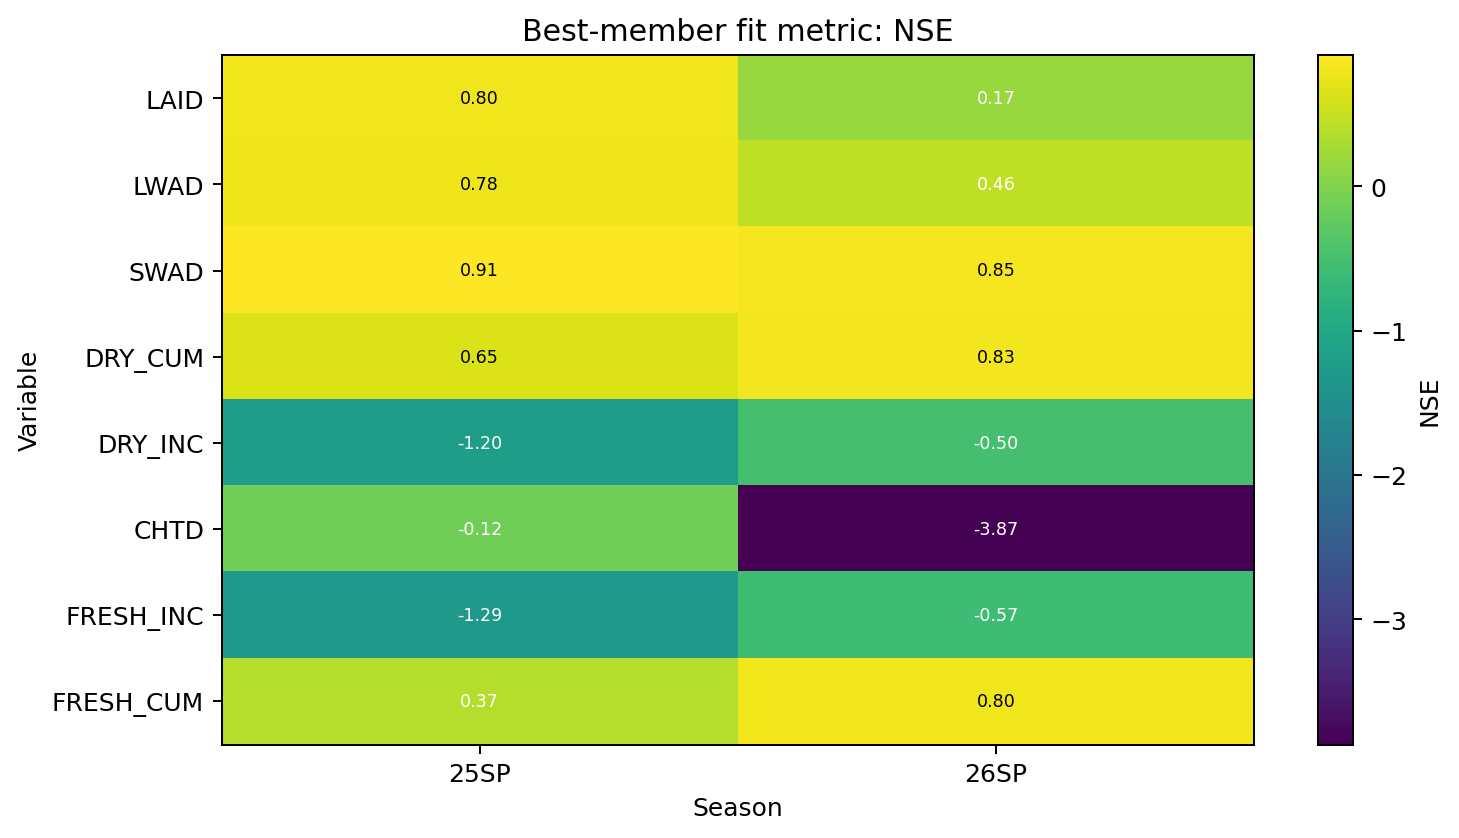 Best-member fit metric: NSE
LAID 0.80 0.17
LWAD 0.78 0.46
SWAD 0.91 0.85
DRY_CUM 0.65 0.83
DRY_INC -1.20 -0.50
CHTD -0.12 -3.87
FRESH_INC -1.29 -0.57
FRESH_CUM 0.37 0.80
25SP 26SP
Season
Variable
0
−1
−2
−3
NSE